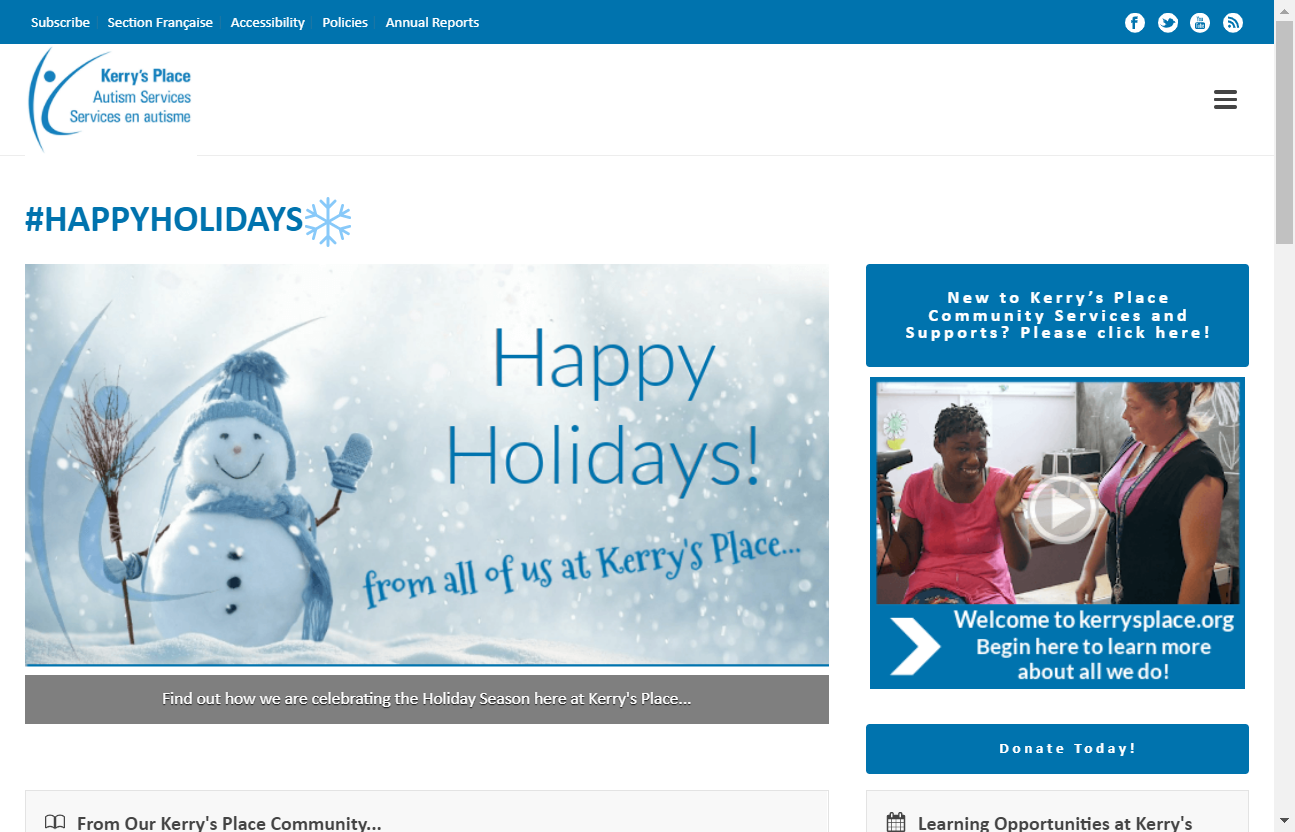 Subscribe Section Française Accessibility Policies Annual Reports
Kerry's Place
Autism Services
Services en autisme
#HAPPYHOLIDAYS
Happy
Holidays!
from all of us at Kerry's Place...
Find out how we are celebrating the Holiday Season here at Kerry's Place...
New to Kerry’s Place
Community Services and
Supports? Please click here!
Welcome to kerrysplace.org
Begin here to learn more
about all we do!
Donate Today!
From Our Kerry's Place Community...
Learning Opportunities at Kerry's